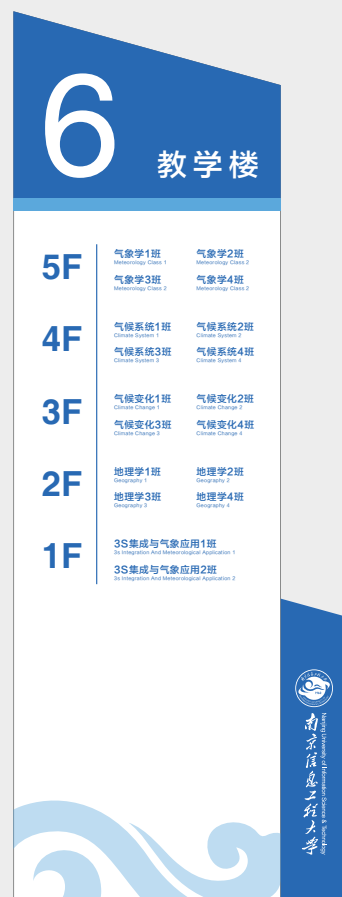 6 教学楼
5F
气象学1班 气象学2班
Meteorology Class 1 Meteorology Class 2
气象学3班 气象学4班
Meteorology Class 2 Meteorology Class 2
4F
气候系统1班 气候系统2班
Climate System 1 Climate System 2
气候系统3班 气候系统4班
Climate System 3 Climate System 4
3F
气候变化1班 气候变化2班
Climate Change 1 Climate Change 2
气候变化3班 气候变化4班
Climate Change 3 Climate Change 4
2F
地理学1班 地理学2班
Geography 1 Geography 2
地理学3班 地理学4班
Geography 3 Geography 4
1F
3S集成与气象应用1班
3s Integration And Meteorological Application 1
3S集成与气象应用2班
3s Integration And Meteorological Application 2
南京信息工程大学
Nanjing University of Information Science & Technology